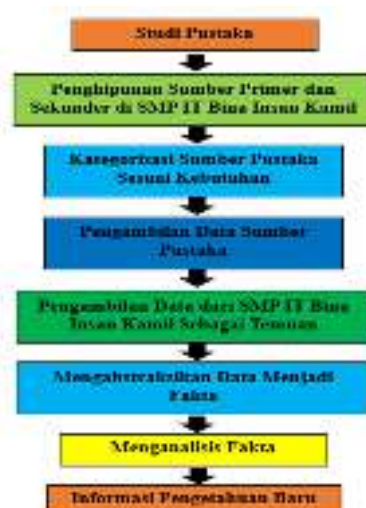 Studi Pustaka
Penghipunan Sumber Primer dan
Sekunder di SMP IT Bina Insan Kamil
Kategorisasi Sumber Pustaka
Sesuai Kebutuhan
Pengambilan Data Sumber
Pustaka
Pengambilan Data dari SMP IT Bina
Insan Kamil Sebagai Temuan
Mengabstraksikan Data Menjadi
Fakta
Menganalisis Fakta
Informasi Pengetahuan Baru